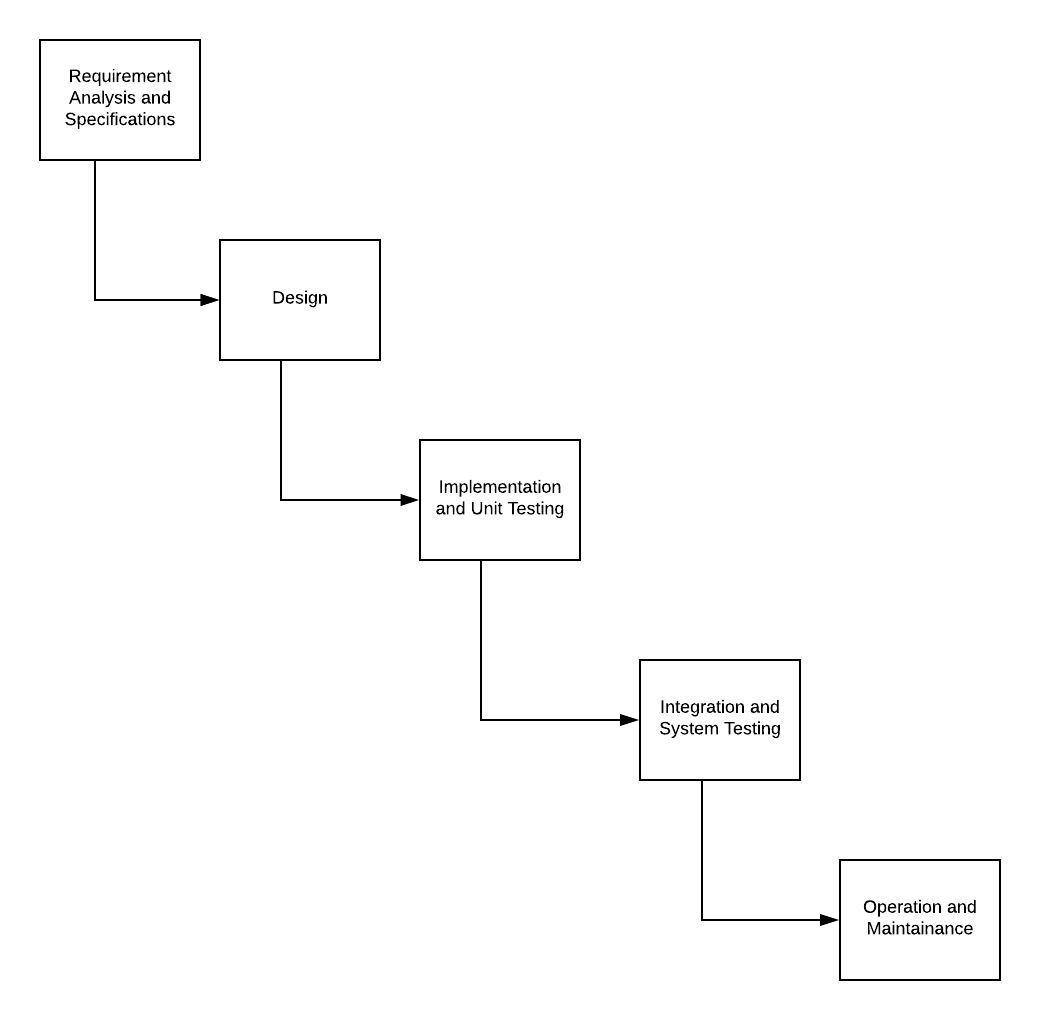 Requirement
Analysis and
Specifications
Design
Implementation
and Unit Testing
Integration and
System Testing
Operation and
Maintainance